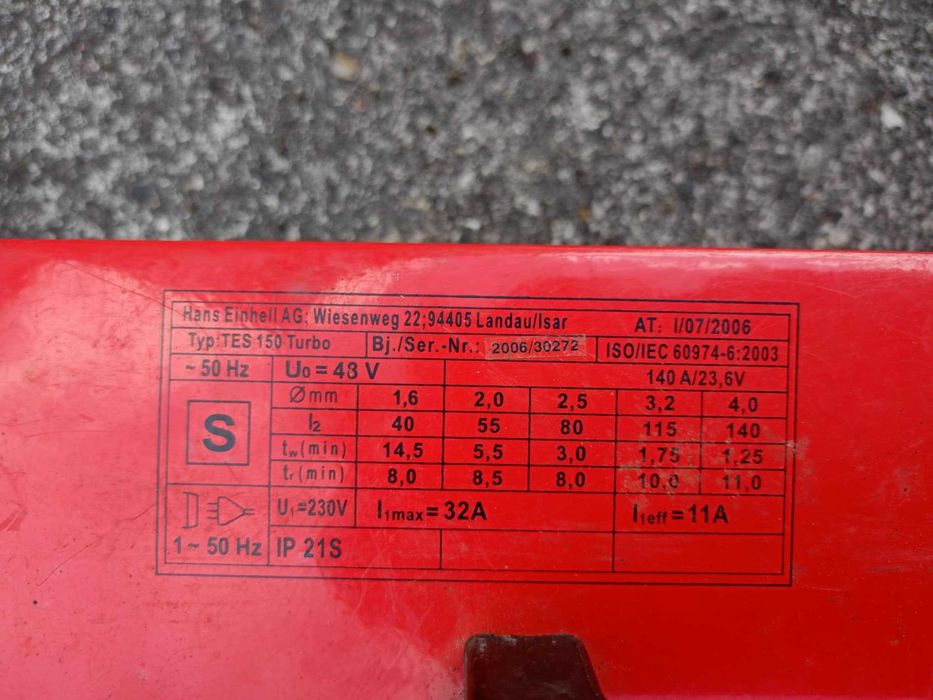 Hans Einhell AG; Wiesenweg 22;94405 Landau/Isar AT: I/07/2006
Typ:TES 150 Turbo Bj./Ser.-Nr.: 2006/30272 ISO/IEC 60974-6:2003
~ 50 Hz U₀ = 48 V 140 A/23,6V
S
Ø mm 1,6 2,0 2,5 3,2 4,0
I₂ 40 55 80 115 140
t_w (min) 14,5 5,5 3,0 1,75 1,25
t_r (min) 8,0 8,5 8,0 10,0 11,0
U₁=230V I₁max = 32A I₁eff = 11A
1 ~ 50 Hz IP 21S